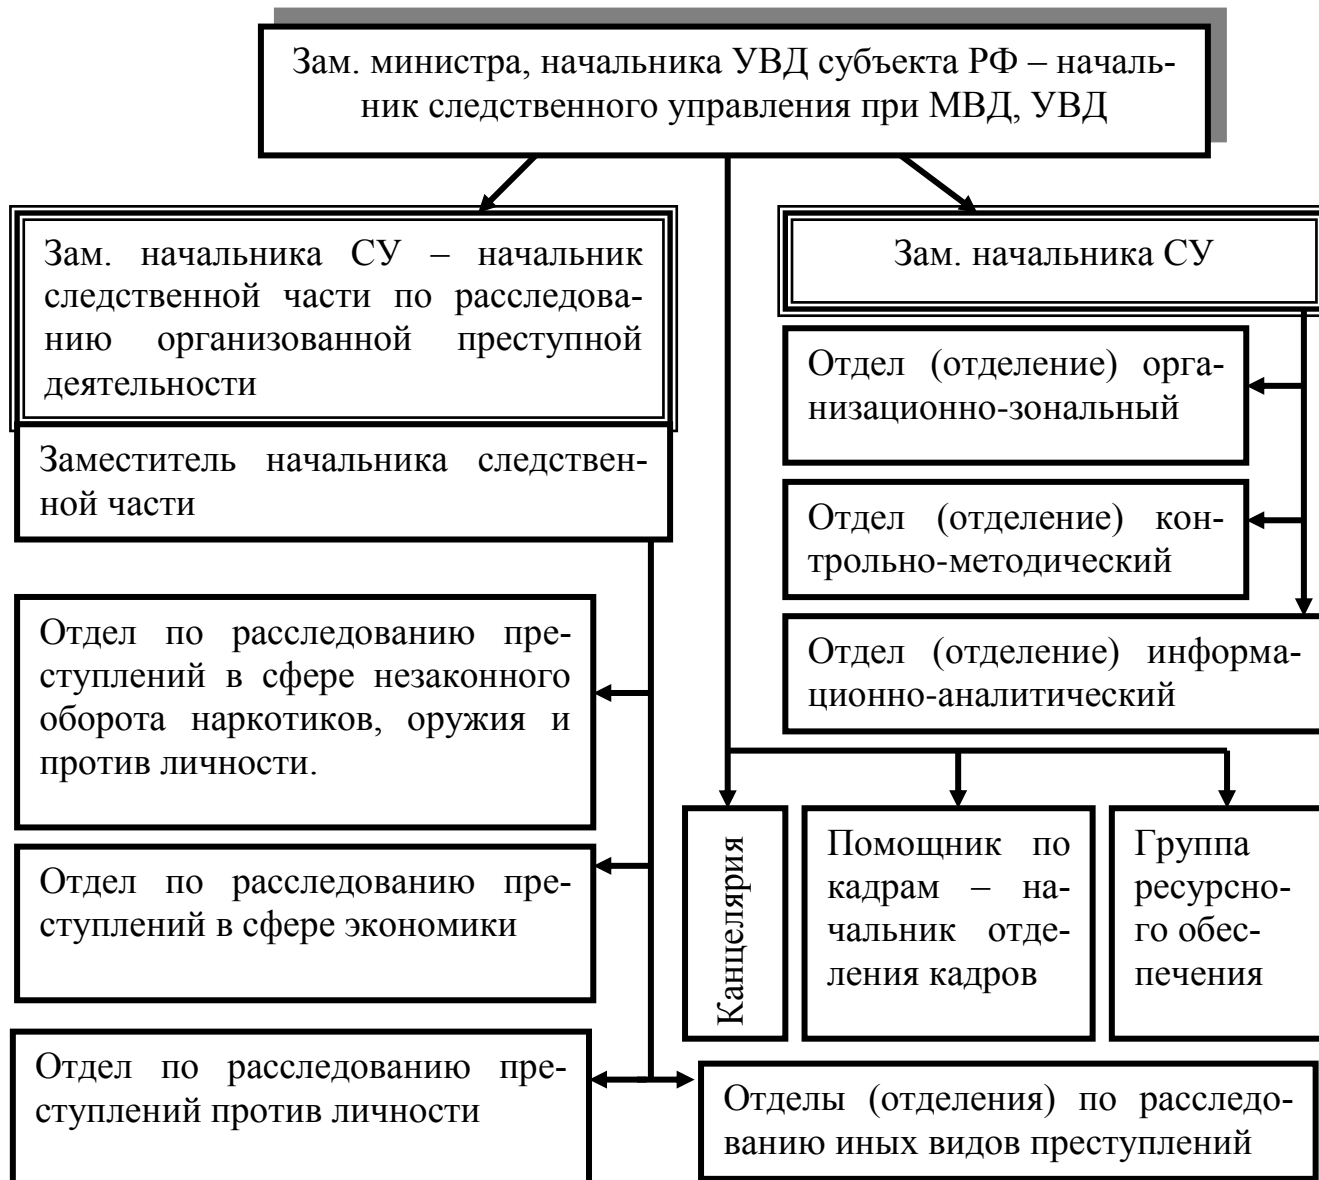 Зам. министра, начальника УВД субъекта РФ – началь-
ник следственного управления при МВД, УВД
Зам. начальника СУ – начальник
следственной части по расследова-
нию организованной преступной
деятельности
Заместитель начальника следствен-
ной части
Отдел по расследованию пре-
ступлений в сфере незаконного
оборота наркотиков, оружия и
против личности.
Отдел по расследованию пре-
ступлений в сфере экономики
Отдел по расследованию пре-
ступлений против личности
Зам. начальника СУ
Отдел (отделение) орга-
низационно-зональный
Отдел (отделение) кон-
трольно-методический
Отдел (отделение) информа-
ционно-аналитический
Канцелярия
Помощник по
кадрам – на-
чальник отде-
ления кадров
Группа
ресурсно-
го обес-
печения
Отделы (отделения) по расследо-
ванию иных видов преступлений